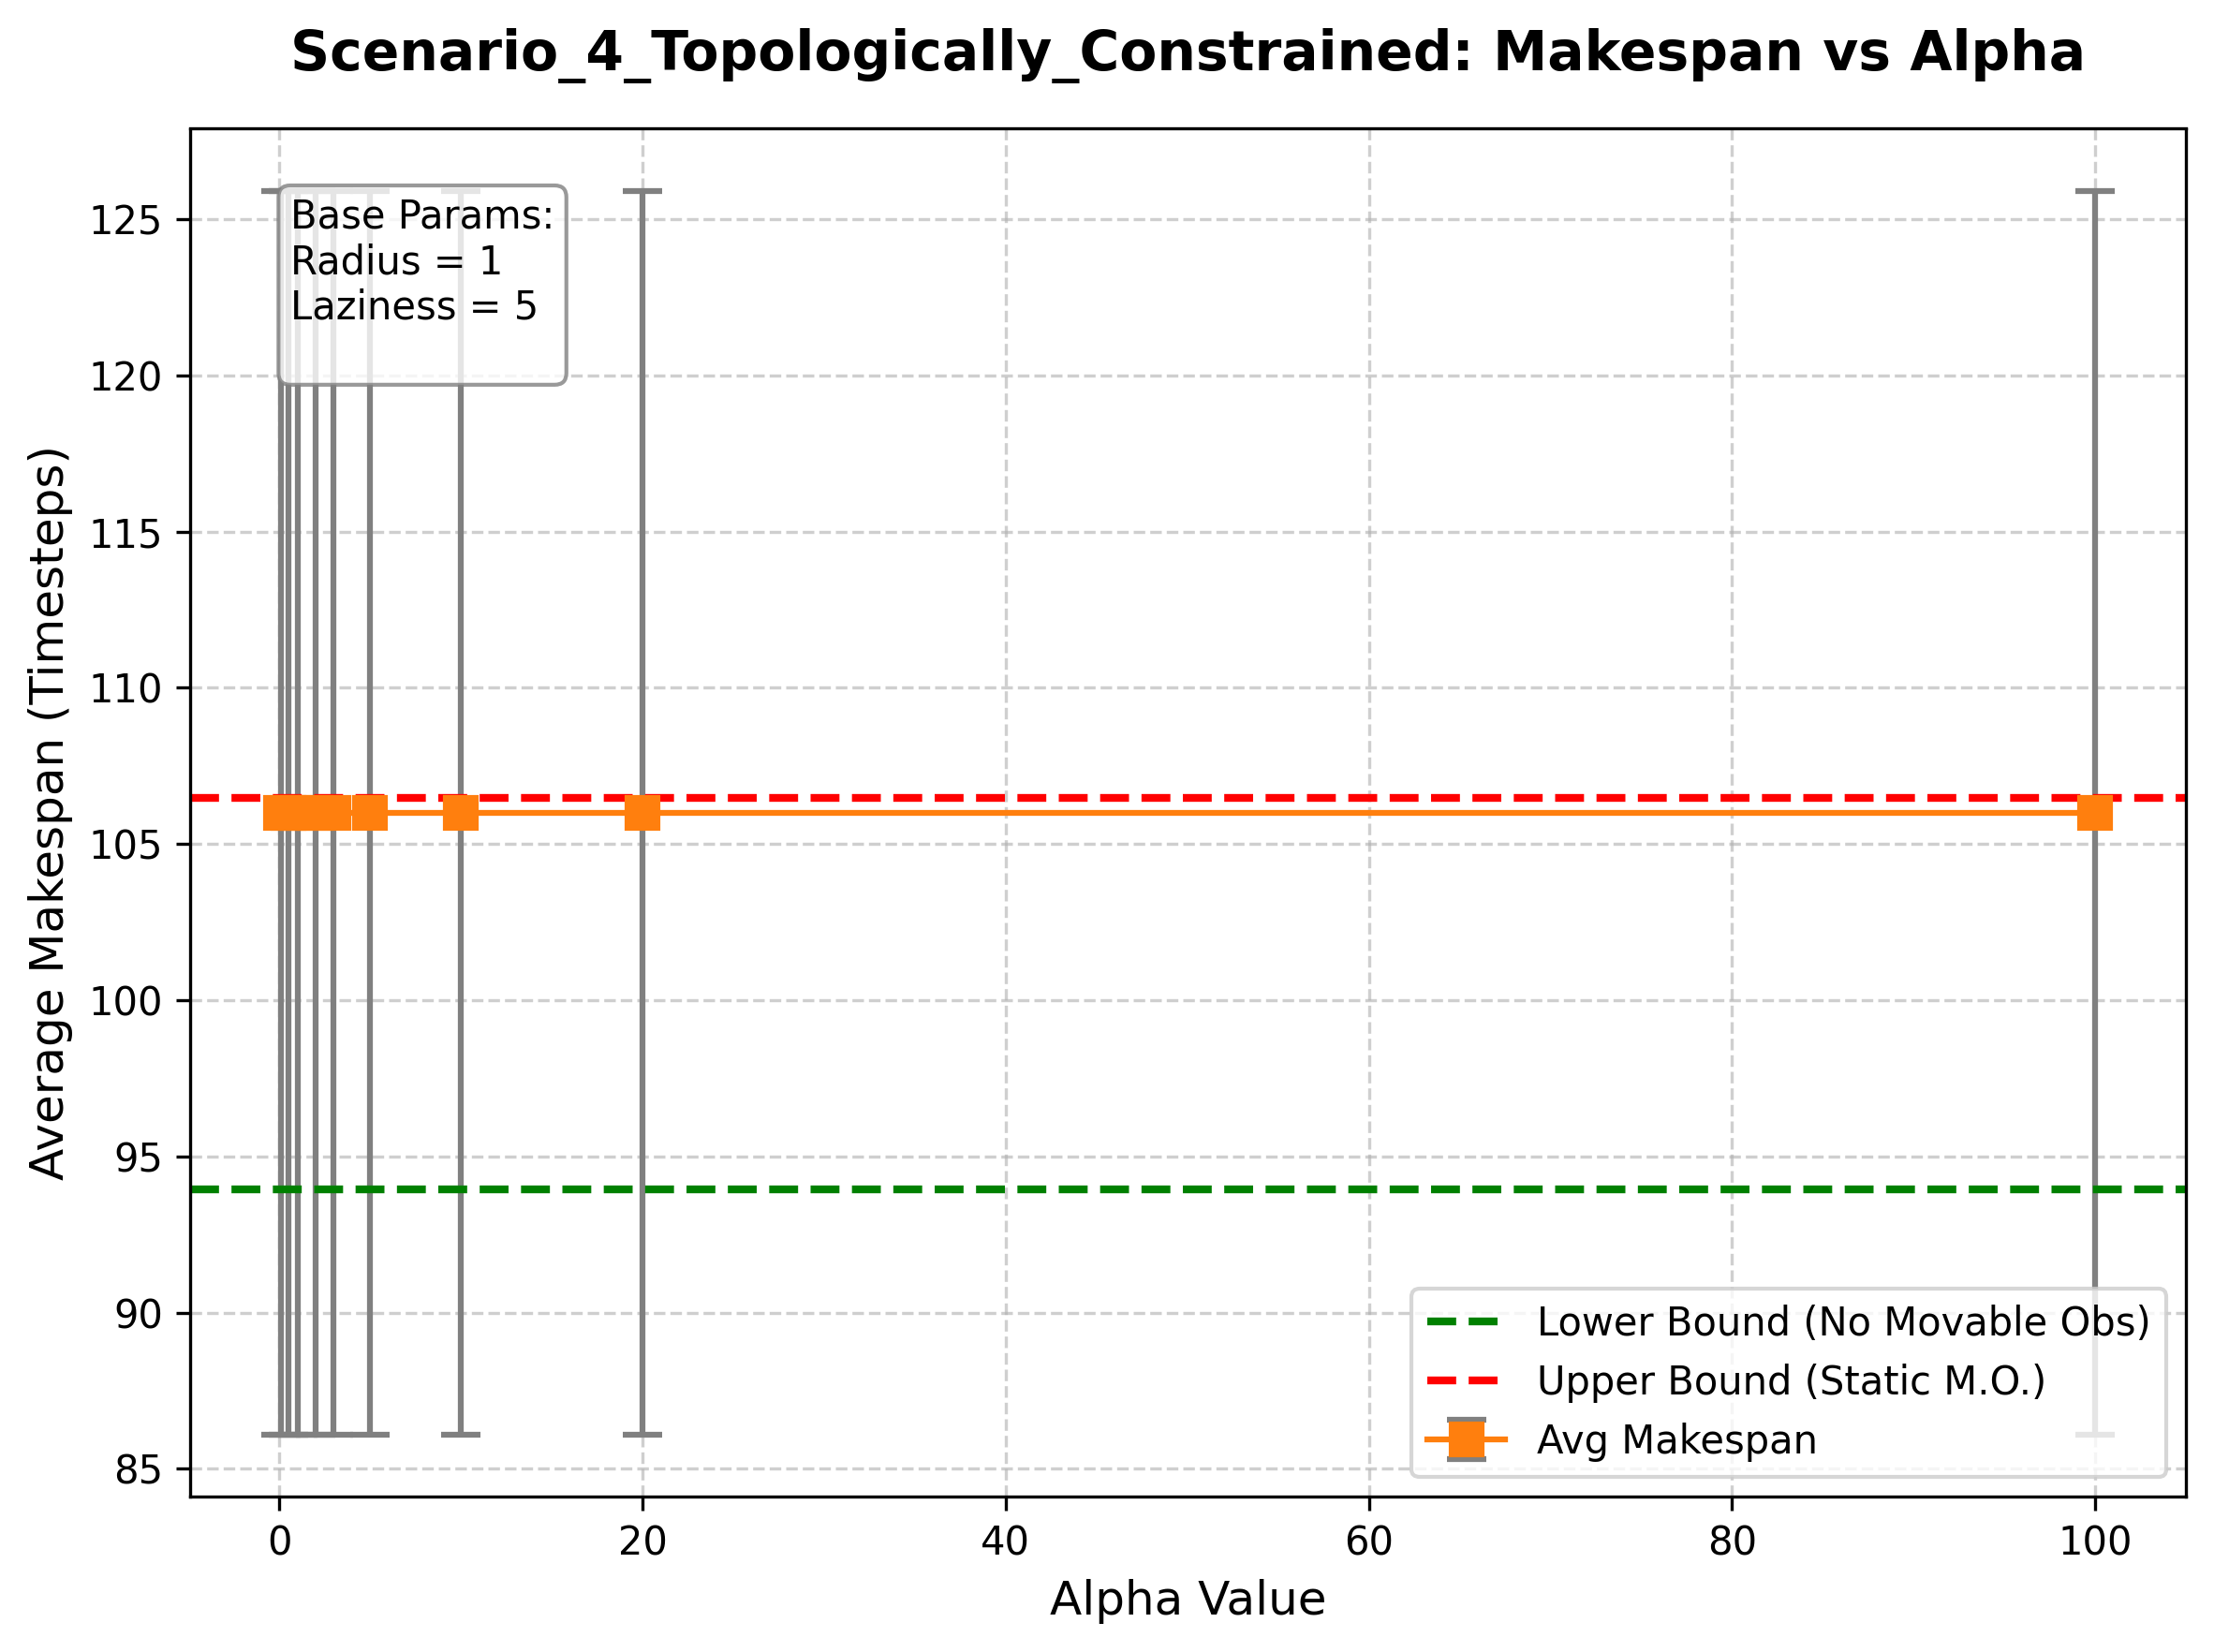 Scenario_4_Topologically_Constrained: Makespan vs Alpha
Average Makespan (Timesteps)
125
120
115
110
105
100
95
90
85
Base Params:
Radius = 1
Laziness = 5
Lower Bound (No Movable Obs)
Upper Bound (Static M.O.)
Avg Makespan
0 20 40 60 80 100
Alpha Value